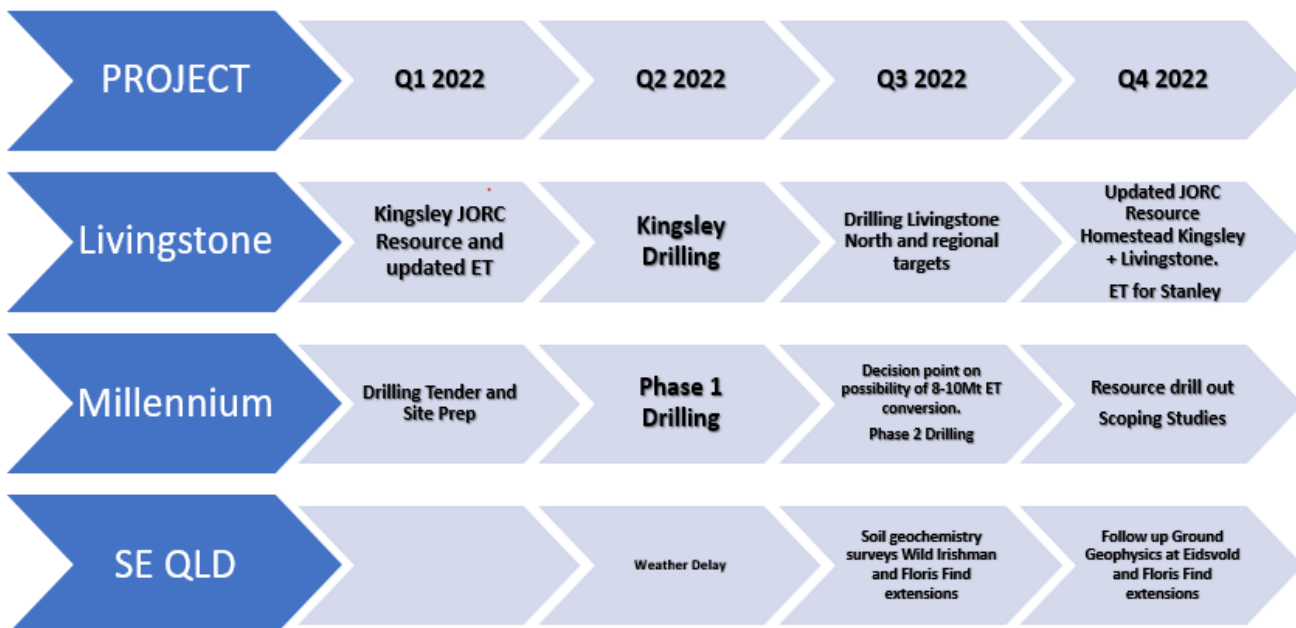 PROJECT
Q1 2022
Q2 2022
Q3 2022
Q4 2022
Livingstone
Kingsley JORC
Resource and
updated ET
Kingsley
Drilling
Drilling Livingstone
North and regional
targets
Updated JORC
Resource
Homestead Kingsley
+ Livingstone.
ET for Stanley
Millennium
Drilling Tender and
Site Prep
Phase 1
Drilling
Decision point on
possibility of 8-10Mt ET
conversion.
Phase 2 Drilling
Resource drill out
Scoping Studies
SE QLD
Weather Delay
Soil geochemistry
surveys Wild Irishman
and Floris Find
extensions
Follow up Ground
Geophysics at Eidsvold
and Floris Find
extensions